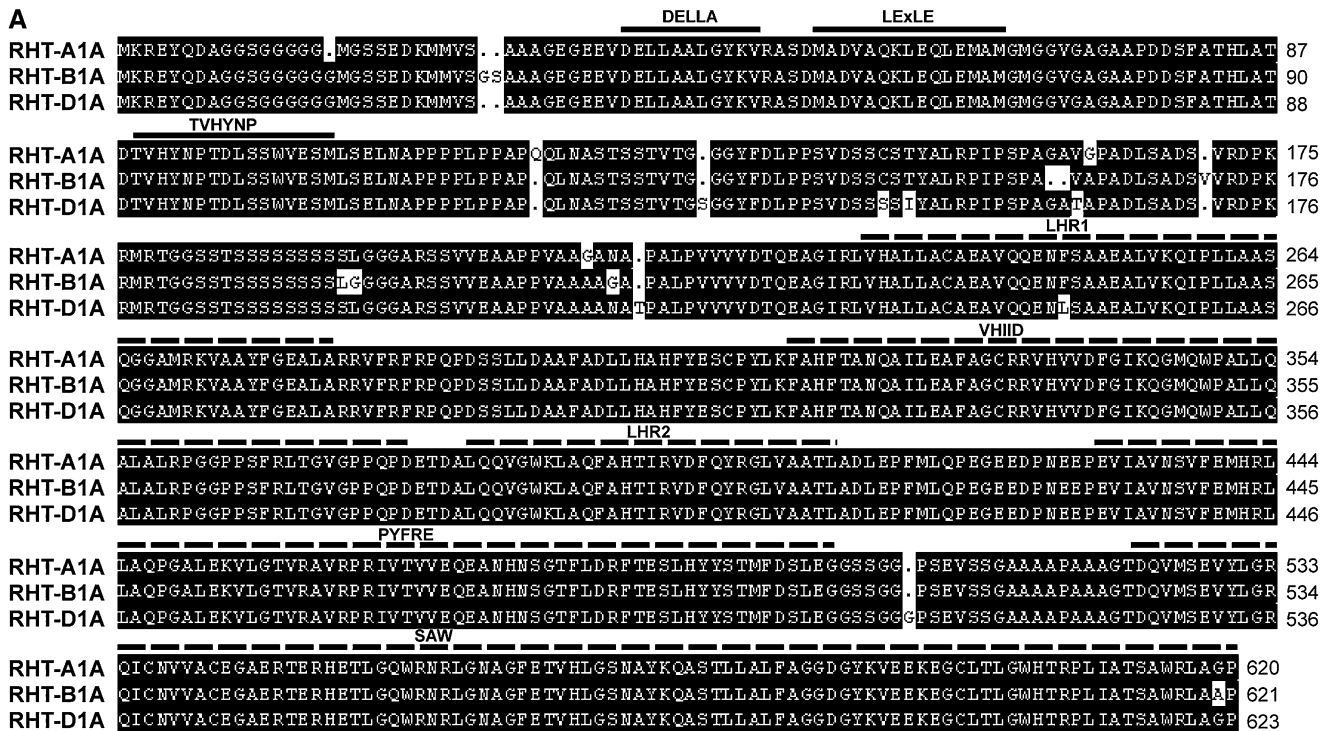 A
DELLA LExLE
RHT-A1A MKREYQDAGGSGGGGG.MGSSEDKMMVS..AAAGEGEEVDELLAALGYKVRASDMADVAQKLEQLEMAMGMGGVGAGAAPDDSFATHLAT 87
RHT-B1A MKREYQDAGGSGGGGGGMGSSEDKMMVSGSAAAGEGEEVDELLAALGYKVRASDMADVAQKLEQLEMAMGMGGVGAGAAPDDSFATHLAT 90
RHT-D1A MKREYQDAGGSGGGGGGMGSSEDKMMVS..AAAGEGEEVDELLAALGYKVRASDMADVAQKLEQLEMAMGMGGVGAGAAPDDSFATHLAT 88
TVHYNP
RHT-A1A DTVHYNPTDLSSWVESMLSELNAPPPPLPPAPQQLNASTSSTVTG.GGYFDLPPSVDSSCSTYALRPIPSPAGAVGPADLSADS.VRDPK 175
RHT-B1A DTVHYNPTDLSSWVESMLSELNAPPPPLPPAP.QLNASTSSTVTG.GGYFDLPPSVDSSCSTYALRPIPSPA..VAPADLSADSVVRDPK 176
RHT-D1A DTVHYNPTDLSSWVESMLSELNAPPPPLPPAP.QLNASTSSTVTGSGGYFDLPPSVDSSSSIYALRPIPSPAGATAPADLSADS.VRDPK 176
LHR1
RHT-A1A RMRTGGSSTSSSSSSSSSLGGGARSSVVEAAPPVAAGANA.PALPVVVVDTQEAGIRLVHALLACAEAVQQENFSAAEALVKQIPLLAAS 264
RHT-B1A RMRTGGSSTSSSSSSSSLGGGGARSSVVEAAPPVAAAAGA.PALPVVVVDTQEAGIRLVHALLACAEAVQQENFSAAEALVKQIPLLAAS 265
RHT-D1A RMRTGGSSTSSSSSSSSSLGGGARSSVVEAAPPVAAAANATPALPVVVVDTQEAGIRLVHALLACAEAVQQENLSAAEALVKQIPLLAAS 266
VHIID
RHT-A1A QGGAMRKVAAYFGEALARRVFRFRPQPDSSLLDAAFADLLHAHFYESCPYLKFAHFTANQAILEAFAGCRRVHVVDFGIKQGMQWPALLQ 354
RHT-B1A QGGAMRKVAAYFGEALARRVFRFRPQPDSSLLDAAFADLLHAHFYESCPYLKFAHFTANQAILEAFAGCRRVHVVDFGIKQGMQWPALLQ 355
RHT-D1A QGGAMRKVAAYFGEALARRVFRFRPQPDSSLLDAAFADLLHAHFYESCPYLKFAHFTANQAILEAFAGCRRVHVVDFGIKQGMQWPALLQ 356
LHR2
RHT-A1A ALALRPGGPPSFRLTGVGPPQPDETDALQQVGWKLAQFAHTIRVDFQYRGLVAATLADLEPFMLQPEGEEDPNEEPEVIAVNSVFEMHRL 444
RHT-B1A ALALRPGGPPSFRLTGVGPPQPDETDALQQVGWKLAQFAHTIRVDFQYRGLVAATLADLEPFMLQPEGEEDPNEEPEVIAVNSVFEMHRL 445
RHT-D1A ALALRPGGPPSFRLTGVGPPQPDETDALQQVGWKLAQFAHTIRVDFQYRGLVAATLADLEPFMLQPEGEEDPNEEPEVIAVNSVFEMHRL 446
PYFRE
RHT-A1A LAQPGALEKVLGTVRAVRPRIVTVVEQEANHNSGTFLDRFTESLHYYSTMFDSLEGGSSGG.PSEVSSGAAAAPAAAGTDQVMSEVYLGR 533
RHT-B1A LAQPGALEKVLGTVRAVRPRIVTVVEQEANHNSGTFLDRFTESLHYYSTMFDSLEGGSSGG.PSEVSSGAAAAPAAAGTDQVMSEVYLGR 534
RHT-D1A LAQPGALEKVLGTVRAVRPRIVTVVEQEANHNSGTFLDRFTESLHYYSTMFDSLEGGSSGGGPSEVSSGAAAAPAAAGTDQVMSEVYLGR 536
SAW
RHT-A1A QICNVVACEGAERTERHETLGQWRNRLGNAGFETVHLGSNAYKQASTLLALFAGGDGYKVEEKEGCLTLGWHTRPLIATSAWRLAGP 620
RHT-B1A QICNVVACEGAERTERHETLGQWRNRLGNAGFETVHLGSNAYKQASTLLALFAGGDGYKVEEKEGCLTLGWHTRPLIATSAWRLAAP 621
RHT-D1A QICNVVACEGAERTERHETLGQWRNRLGNAGFETVHLGSNAYKQASTLLALFAGGDGYKVEEKEGCLTLGWHTRPLIATSAWRLAGP 623